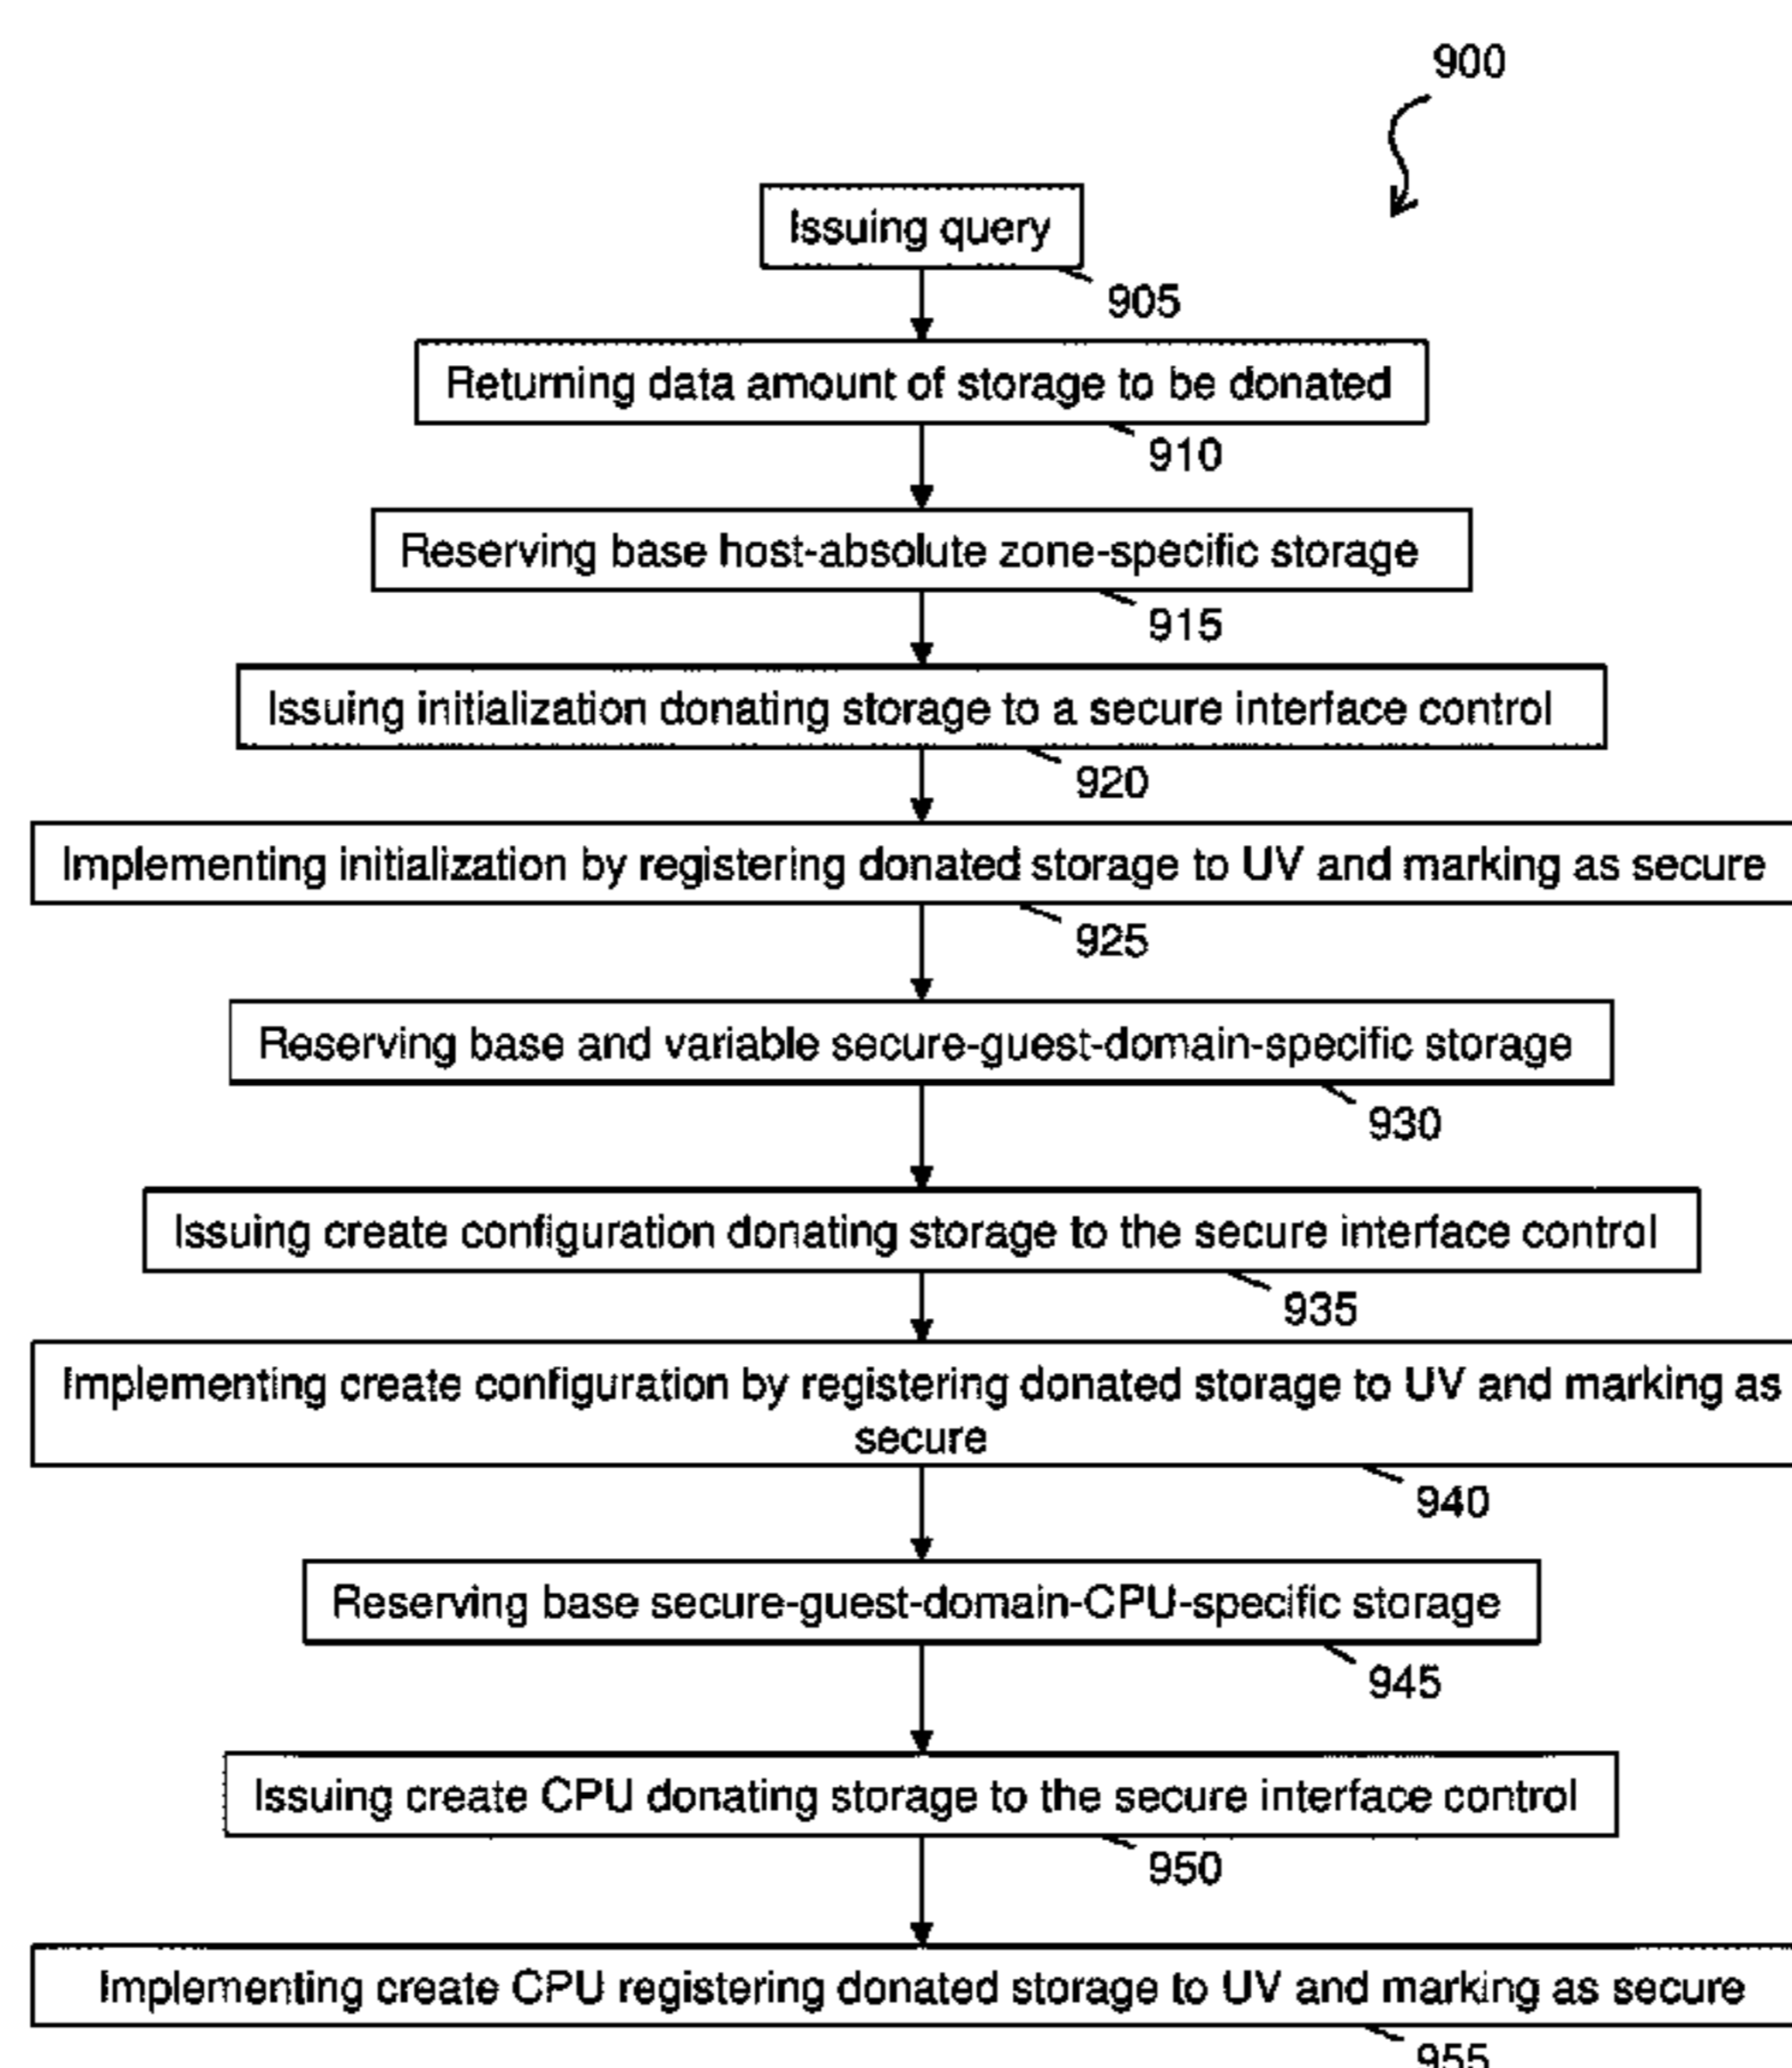 900
Issuing query
905
Returning data amount of storage to be donated
910
Reserving base host-absolute zone-specific storage
915
Issuing initialization donating storage to a secure interface control
920
Implementing initialization by registering donated storage to UV and marking as secure
925
Reserving base and variable secure-guest-domain-specific storage
930
Issuing create configuration donating storage to the secure interface control
935
Implementing create configuration by registering donated storage to UV and marking as
secure
940
Reserving base secure-guest-domain-CPU-specific storage
945
Issuing create CPU donating storage to the secure interface control
950
Implementing create CPU registering donated storage to UV and marking as secure
955